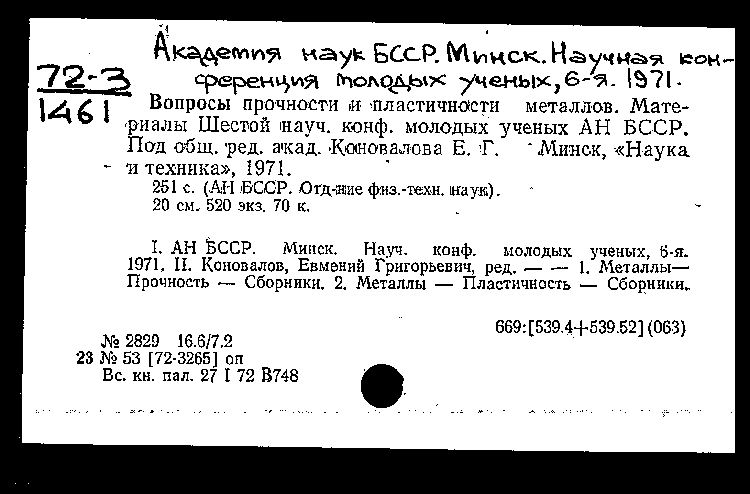 Академия наук БССР. Минск. Научная кон-
ференция молодых ученых, 6-я. 1971.
72-3
1461
Вопросы прочности и пластичности металлов. Мате-
риалы Шестой науч. конф. молодых ученых АН БССР.
Под общ. ред. акад. Коновалова Е. Г. Минск, «Наука
и техника», 1971.
251 с. (АН БССР. Отд-ние физ.-техн. наук).
20 см. 520 экз. 70 к.
I. АН БССР. Минск. Науч. конф. молодых ученых, 6-я.
1971. II. Коновалов, Евмений Григорьевич, ред. — — 1. Металлы—
Прочность — Сборники. 2. Металлы — Пластичность — Сборники.
669:[539.4+539.52](063)
№ 2829 16.6/7.2
23 № 53 [72-3265] оп
Вс. кн. пал. 27 I 72 В748